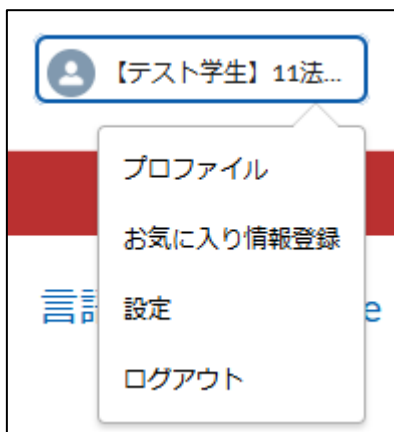 【テスト学生】11法...
プロファイル
お気に入り情報登録
言
e
設定
ログアウト